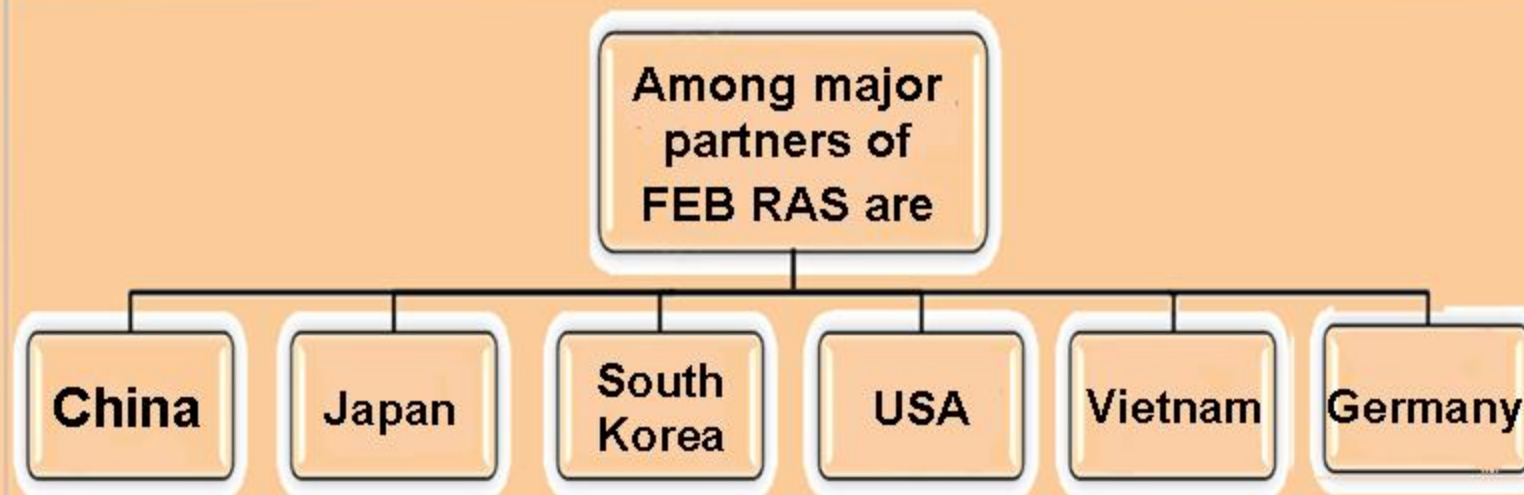 Among major
partners of
FEB RAS are
China
Japan
South
Korea
USA
Vietnam
Germany